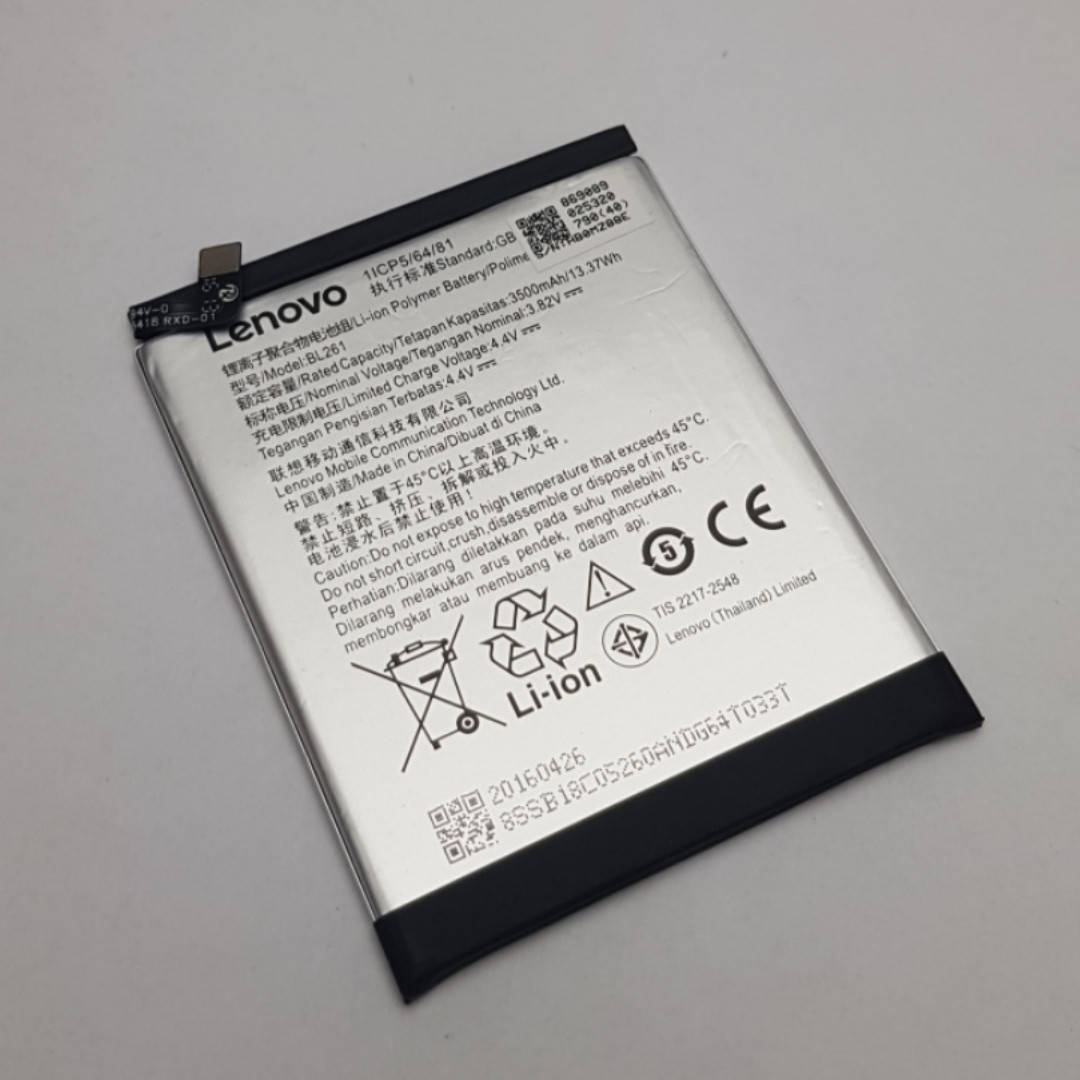 94V-0
RXD-01
Lenovo
1ICP5/64/81
执行标准Standard:GB
869089
025320
790(40)
锂离子聚合物电池组/Li-ion Polymer Battery/Polime
型号/Model:BL261
额定容量/Rated Capacity/Tetapan Kapasitas:3500mAh/13.37Wh
标称电压/Nominal Voltage/Tegangan Nominal:3.82V
充电限制电压/Limited Charge Voltage:4.4V
Tegangan Pengisian Terbatas:4.4V
联想移动通信科技有限公司
Lenovo Mobile Communication Technology Ltd.
中国制造/Made in China/Dibuat di China
警告:禁止置于45°C以上高温环境。
禁止短路、挤压、拆解或投入火中。
电池浸水后禁止使用!
Caution:Do not expose to high temperature that exceeds 45°C.
Do not short circuit,crush,disassemble or dispose of in fire.
Perhatian:Dilarang diletakkan pada suhu melebihi 45°C.
Dilarang melakukan arus pendek, menghancurkan,
membongkar atau membuang ke dalam api.
5
CE
Li-ion
TIS 2217-2548
Lenovo (Thailand) Limited
20160426
8SSB18C05260ANDG64T033T